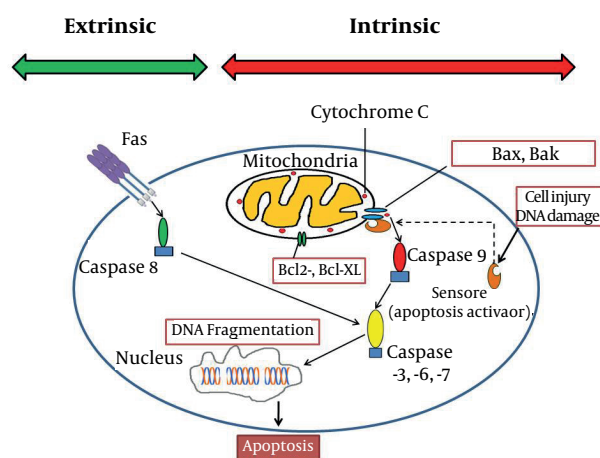 Extrinsic
Intrinsic
Cytochrome C
Fas
Mitochondria
Bax, Bak
Cell injury
DNA damage
Caspase 8
Bcl2-, Bcl-XL
Caspase 9
Sensore
(apoptosis activaor).
DNA Fragmentation
Nucleus
Caspase
-3, -6, -7
Apoptosis